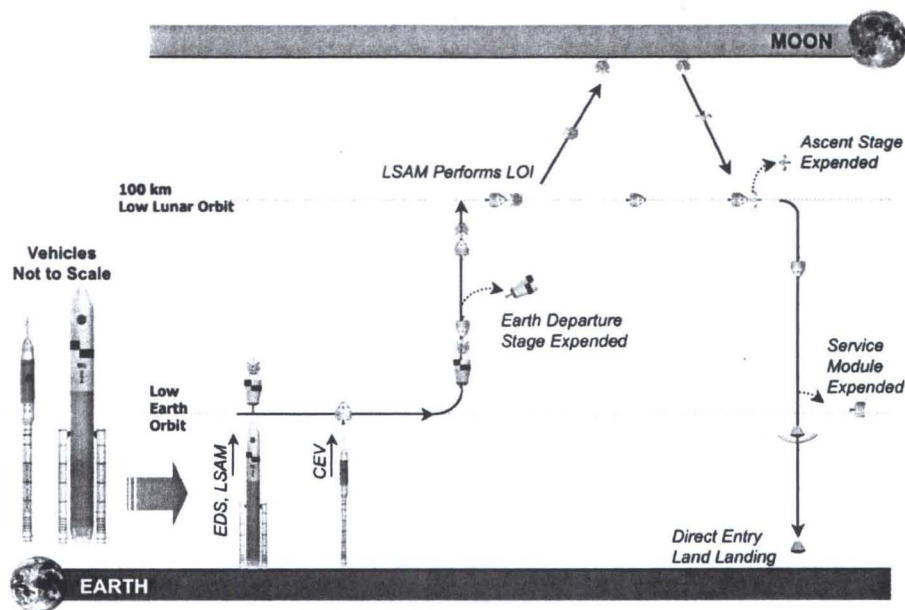 MOON
Ascent Stage
Expended
LSAM Performs LOI
100 km
Low Lunar Orbit
Vehicles
Not to Scale
Earth Departure
Stage Expended
Service
Module
Expended
Low
Earth
Orbit
EDS, LSAM
CEV
Direct Entry
Land Landing
EARTH